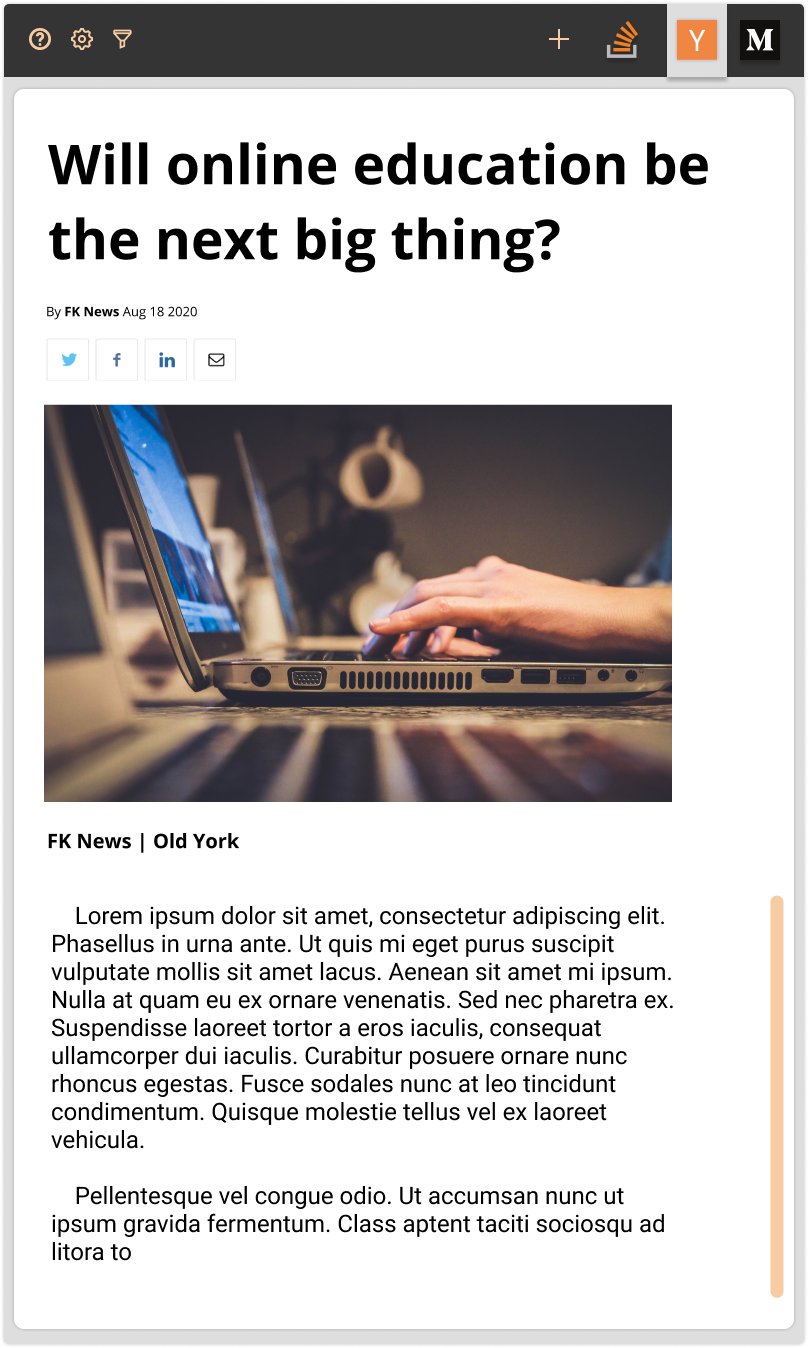 Y M
Will online education be
the next big thing?
By FK News Aug 18 2020
f in
FK News | Old York
Lorem ipsum dolor sit amet, consectetur adipiscing elit.
Phasellus in urna ante. Ut quis mi eget purus suscipit
vulputate mollis sit amet lacus. Aenean sit amet mi ipsum.
Nulla at quam eu ex ornare venenatis. Sed nec pharetra ex.
Suspendisse laoreet tortor a eros iaculis, consequat
ullamcorper dui iaculis. Curabitur posuere ornare nunc
rhoncus egestas. Fusce sodales nunc at leo tincidunt
condimentum. Quisque molestie tellus vel ex laoreet
vehicula.
Pellentesque vel congue odio. Ut accumsan nunc ut
ipsum gravida fermentum. Class aptent taciti sociosqu ad
litora to